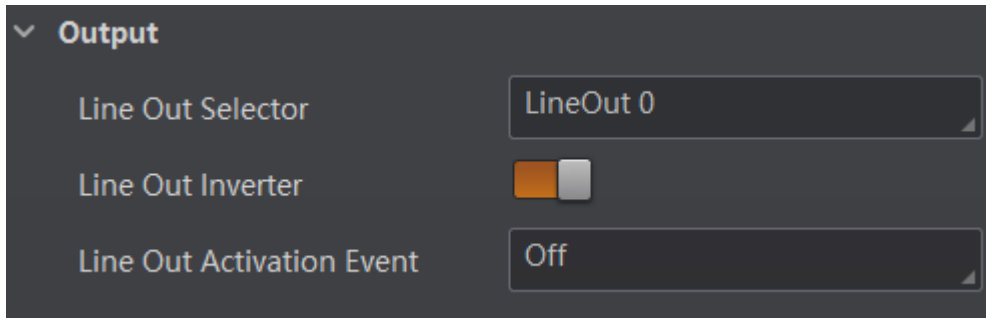 Output
Line Out Selector LineOut 0
Line Out Inverter
Line Out Activation Event Off